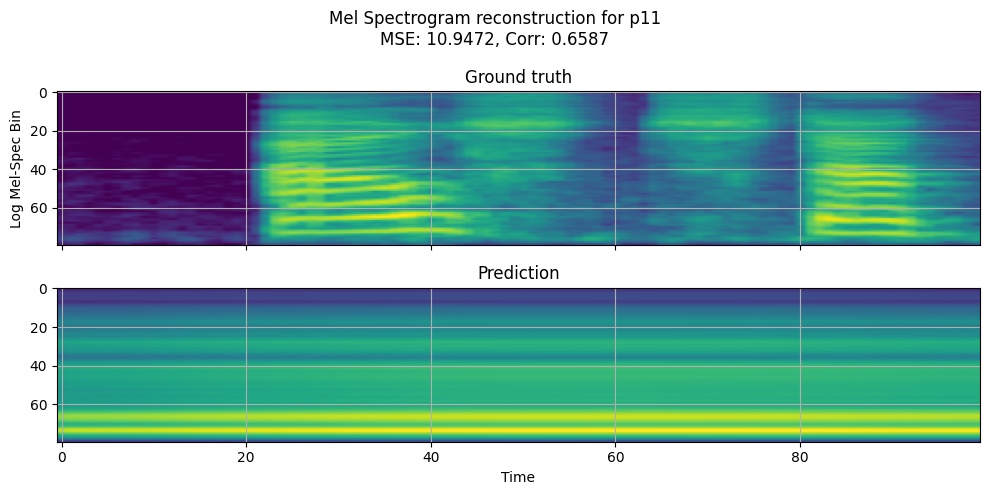 Mel Spectrogram reconstruction for p11
MSE: 10.9472, Corr: 0.6587
Ground truth
0
20
40
60
Log Mel-Spec Bin
Prediction
0
20
40
60
0 20 40 60 80
Time